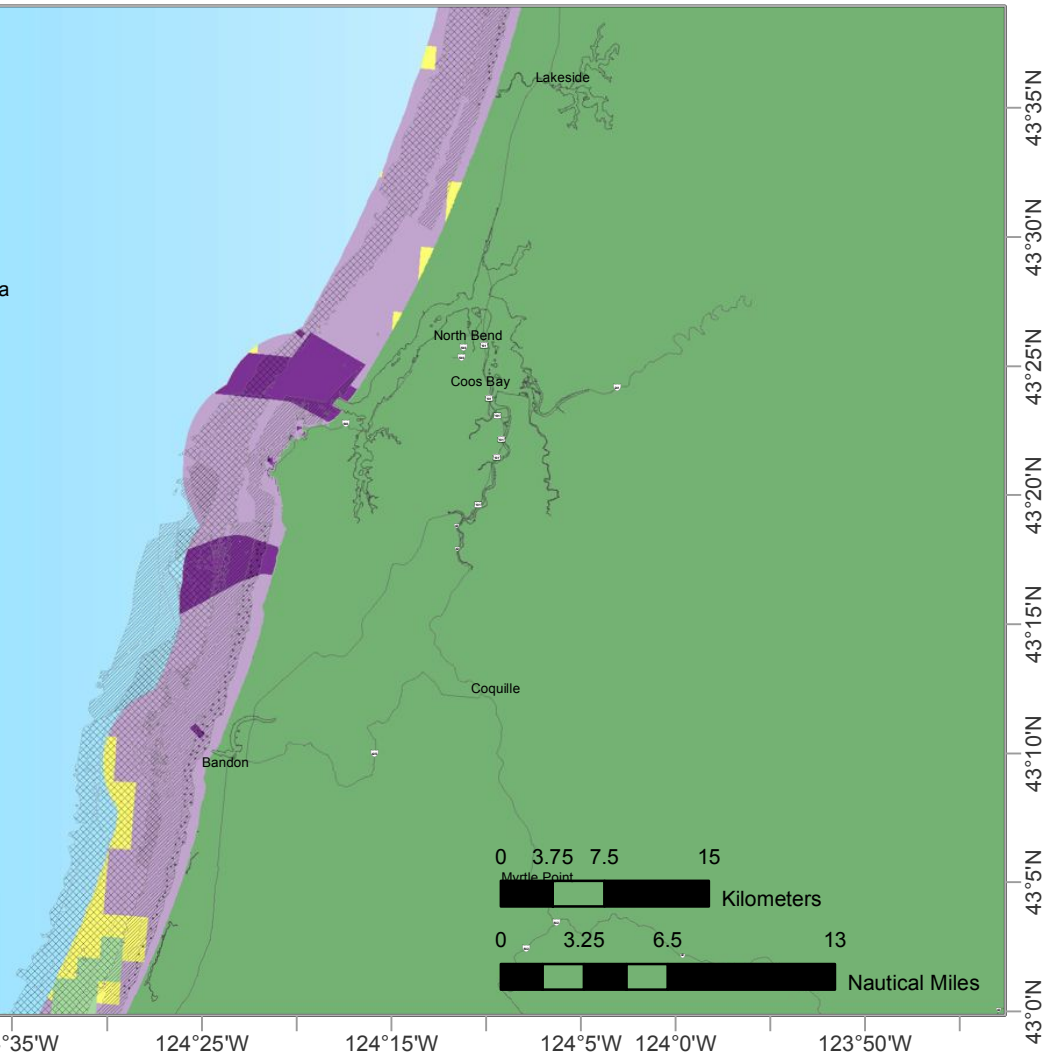 Lakeside
43°35'N
43°30'N
a
North Bend
43°25'N
Coos Bay
43°20'N
43°15'N
Coquille
43°10'N
Bandon
0 3.75 7.5 15
Myrtle Point
43°5'N
Kilometers
0 3.25 6.5 13
Nautical Miles
43°0'N
°35'W 124°25'W 124°15'W 124°5'W 124°0'W 123°50'W